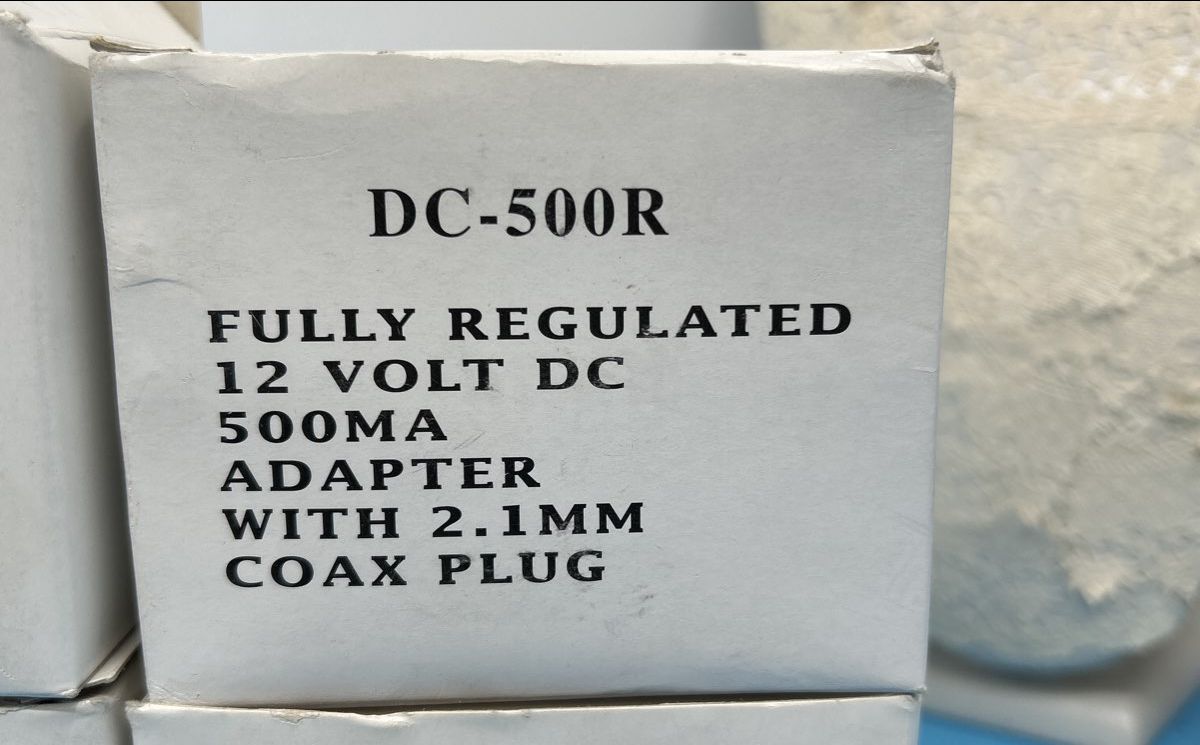 DC-500R
FULLY REGULATED
12 VOLT DC
500MA
ADAPTER
WITH 2.1MM
COAX PLUG